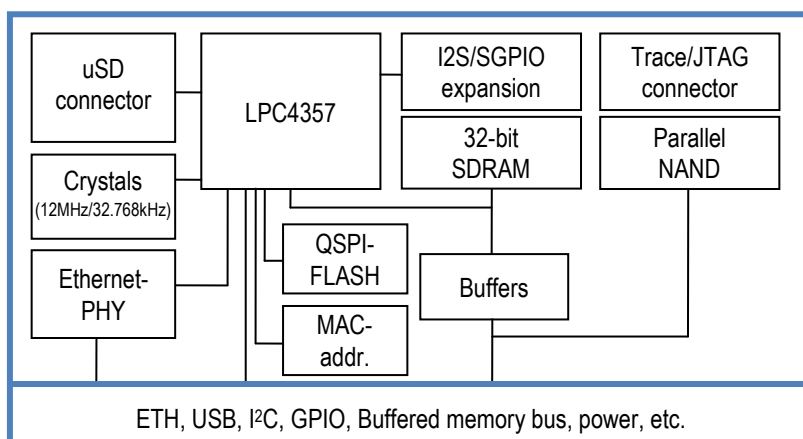 uSD
connector
LPC4357
I2S/SGPIO
expansion
Trace/JTAG
connector
Crystals
(12MHz/32.768kHz)
32-bit
SDRAM
Parallel
NAND
Ethernet-
PHY
QSPI-
FLASH
Buffers
MAC-
addr.
ETH, USB, I²C, GPIO, Buffered memory bus, power, etc.